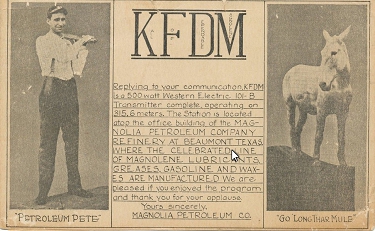 KFDM
Replying to your communication, KFDM
is a 500 watt Western Electric 101-B
Transmitter complete, operating on
315.6 meters. The Station is located
atop the office building of the MAG-
NOLIA PETROLEUM COMPANY
REFINERY AT BEAUMONT TEXAS,
WHERE THE CELEBRATED LINE
OF MAGNOLENE LUBRICANTS,
GREASES, GASOLINE AND WAX-
ES ARE MANUFACTURED We are
pleased if you enjoyed the program
and thank you for your applause.
Yours sincerely,
MAGNOLIA PETROLEUM CO.
"PETROLEUM PETE"
"GO 'LONG THAR MULE"